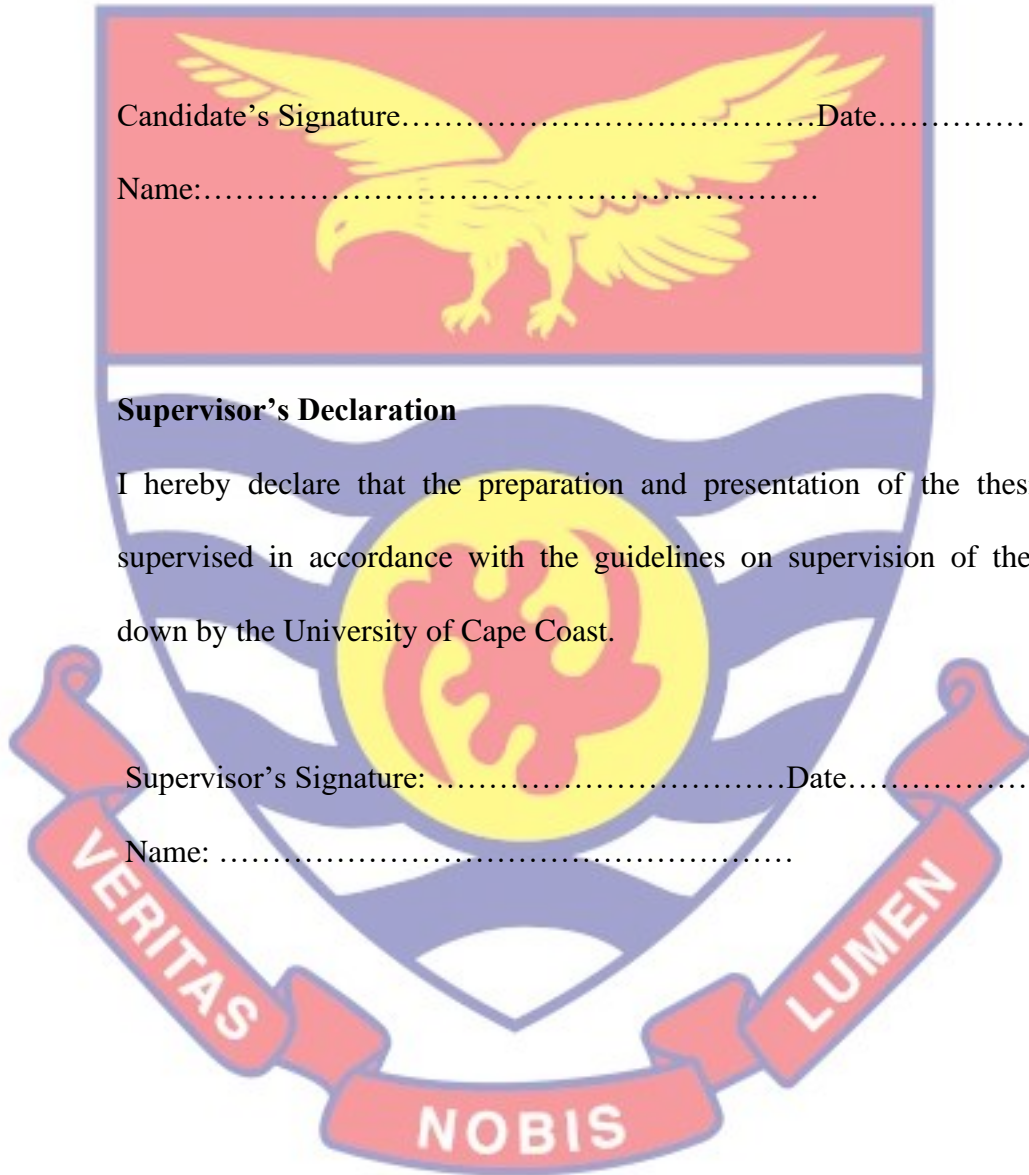 Candidate’s Signature…………………………………Date……………
Name:………………………………………………….
Supervisor’s Declaration
I hereby declare that the preparation and presentation of the thes
supervised in accordance with the guidelines on supervision of the
down by the University of Cape Coast.
Supervisor’s Signature: ……………………………Date………………
Name: ………………………………………………
VERITAS
NOBIS
LUMEN